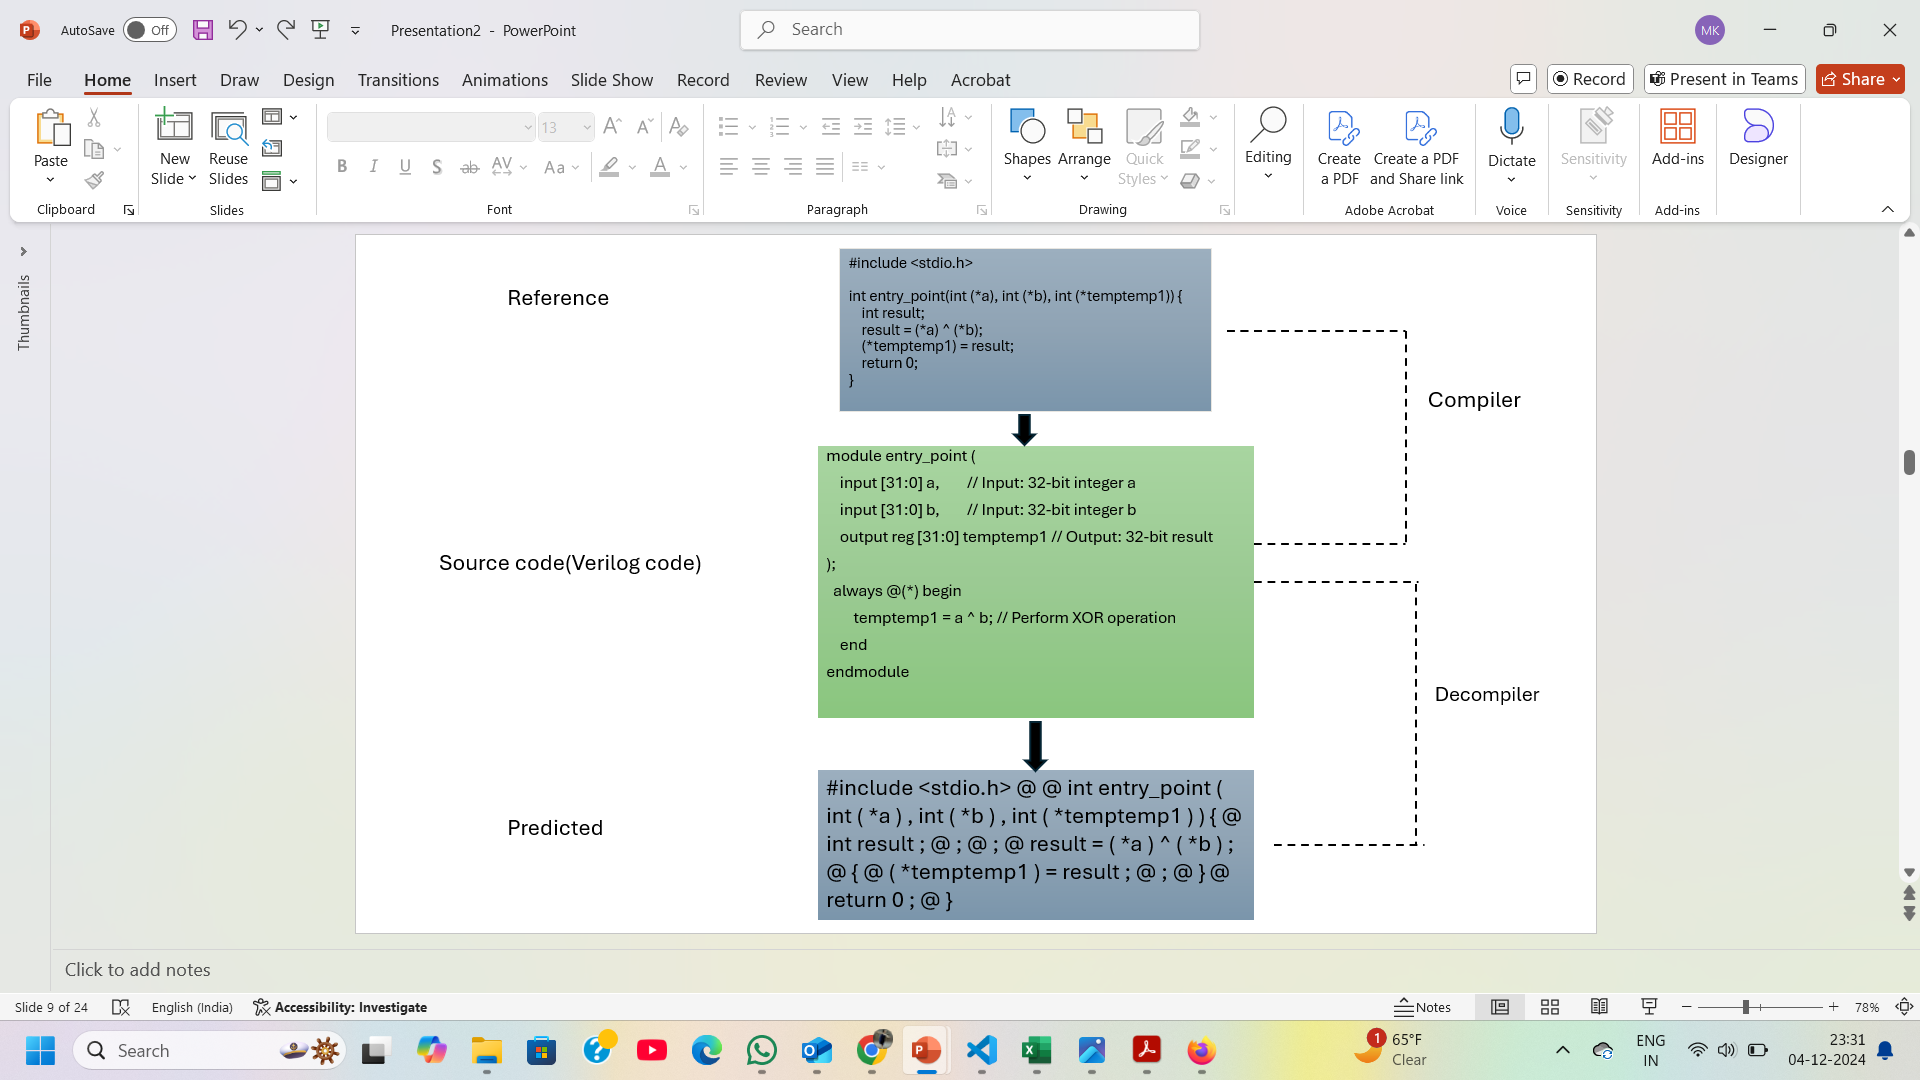 AutoSave Off Presentation2 - PowerPoint Search MK
File Home Insert Draw Design Transitions Animations Slide Show Record Review View Help Acrobat Record Present in Teams Share
Paste
New
Slide
Reuse
Slides
13
B I U S ab AV Aa A
Shapes Arrange Quick
Styles
Editing
Create
a PDF
Create a PDF
and Share link
Dictate Sensitivity Add-ins Designer
Clipboard Slides Font Paragraph Drawing Adobe Acrobat Voice Sensitivity Add-ins
Thumbnails
Reference
#include <stdio.h>
int entry_point(int (*a), int (*b), int (*temptemp1)) {
int result;
result = (*a) ^ (*b);
(*temptemp1) = result;
return 0;
}
Compiler
Source code(Verilog code)
module entry_point (
input [31:0] a, // Input: 32-bit integer a
input [31:0] b, // Input: 32-bit integer b
output reg [31:0] temptemp1 // Output: 32-bit result
);
always @(*) begin
temptemp1 = a ^ b; // Perform XOR operation
end
endmodule
Decompiler
Predicted
#include <stdio.h> @ @ int entry_point (
int ( *a ) , int ( *b ) , int ( *temptemp1 ) ) { @
int result ; @ ; @ ; @ result = ( *a ) ^ ( *b ) ;
@ { @ ( *temptemp1 ) = result ; @ ; @ } @
return 0 ; @ }
Click to add notes
Slide 9 of 24 English (India) Accessibility: Investigate Notes 78%
Search
1
65°F
Clear
ENG
IN
23:31
04-12-2024